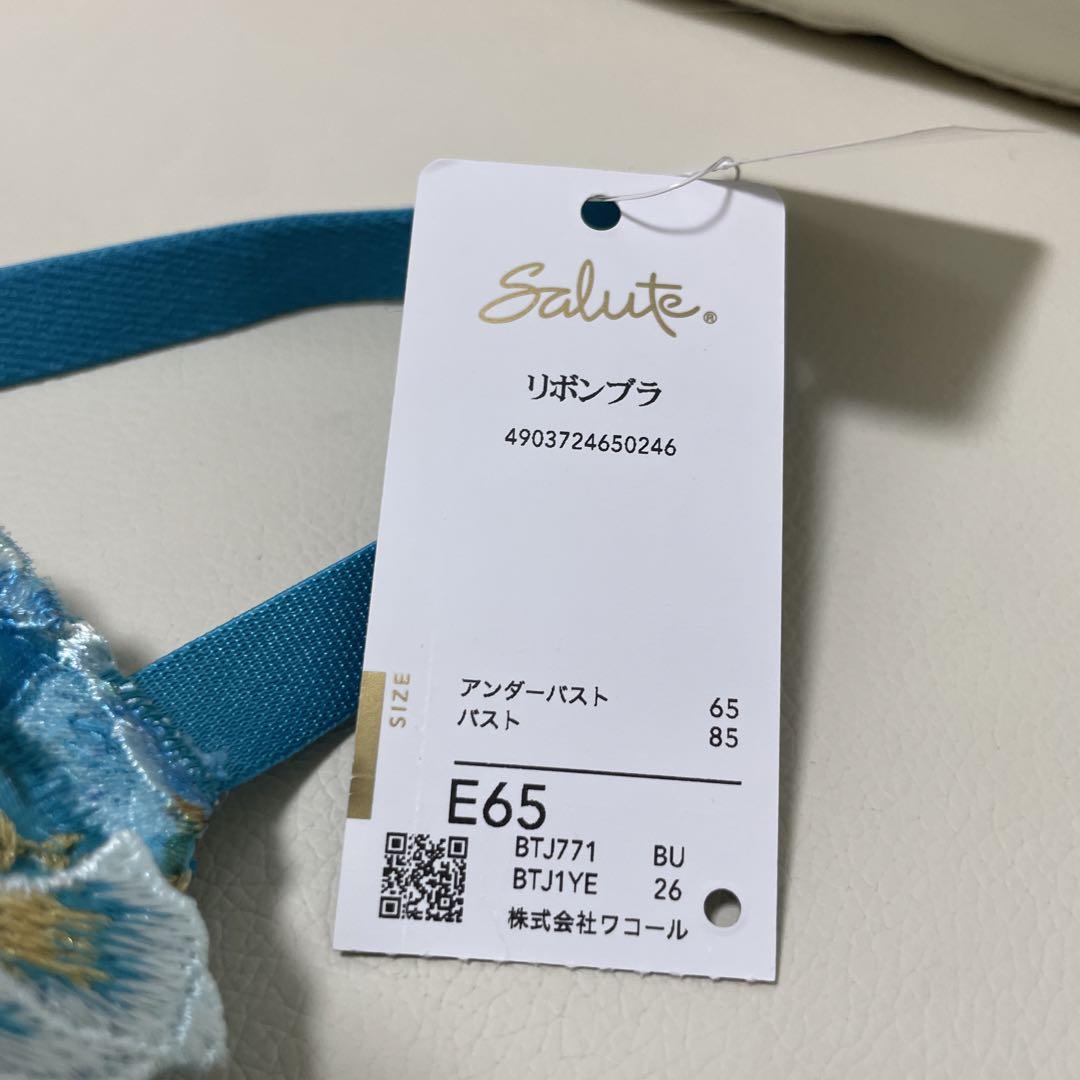 Salute®
リボンブラ
4903724650246
SIZE
アンダーバスト 65
バスト 85
E65
BTJ771 BU
BTJ1YE 26
株式会社ワコール